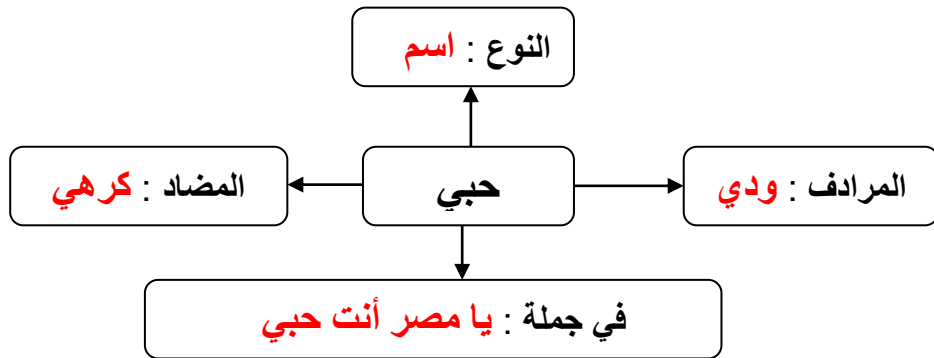 النوع : اسم
المرادف : ودي
حبي
المضاد : كرهي
في جملة : يا مصر أنت حبي